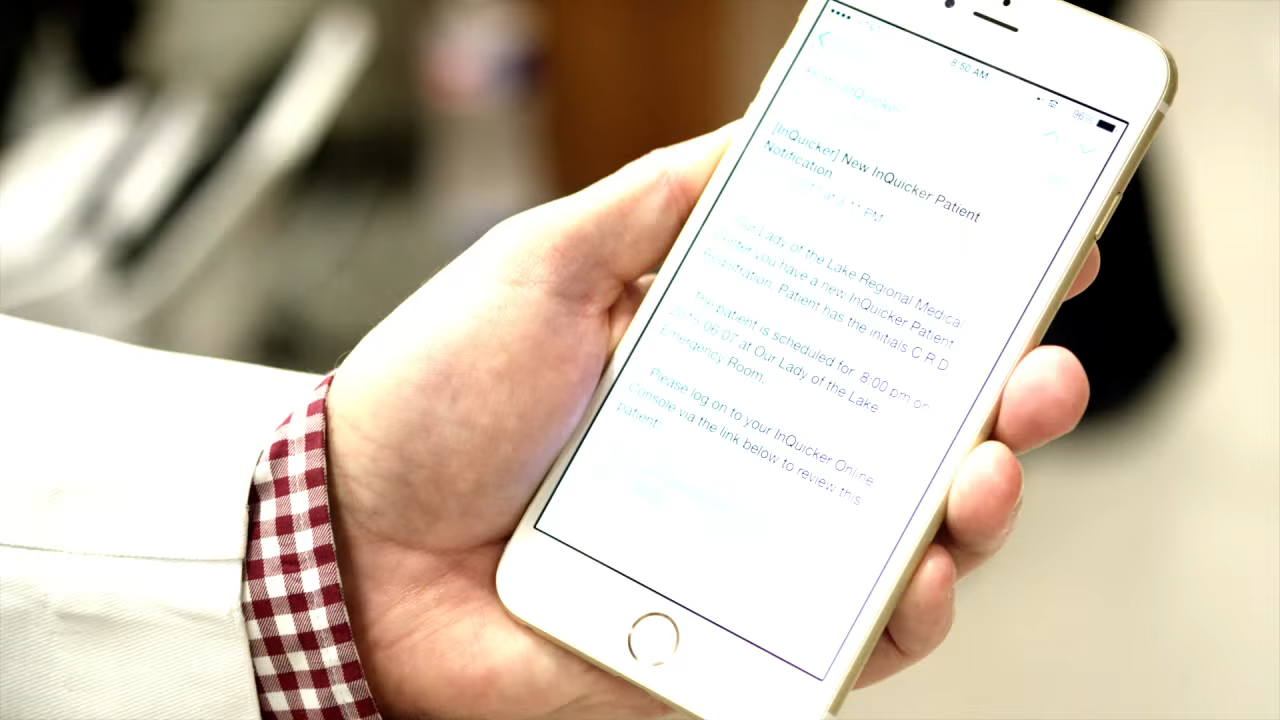 8:50 AM
96%
InQuicker
[InQuicker] New InQuicker Patient
Notification
PM
Our Lady of the Lake Regional Medical
Center you have a new InQuicker Patient
Registration. Patient has the initials C R D
The patient is scheduled for 8:00 pm on
06 07 at Our Lady of the Lake
Emergency Room.
Please log on to your InQuicker Online
Console via the link below to review this
patient: